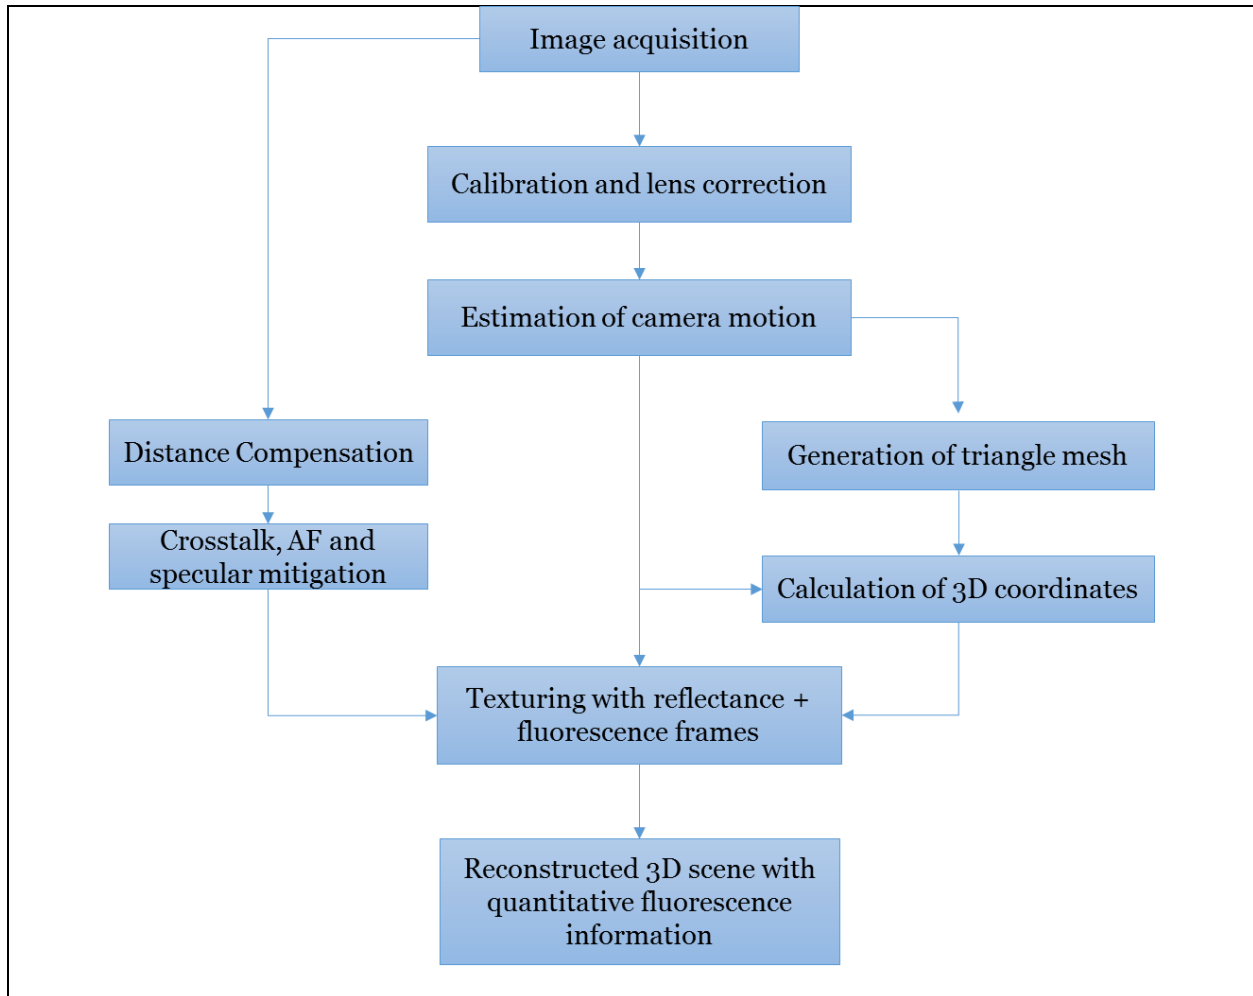 Image acquisition
Calibration and lens correction
Estimation of camera motion
Distance Compensation
Generation of triangle mesh
Crosstalk, AF and
specular mitigation
Calculation of 3D coordinates
Texturing with reflectance +
fluorescence frames
Reconstructed 3D scene with
quantitative fluorescence
information